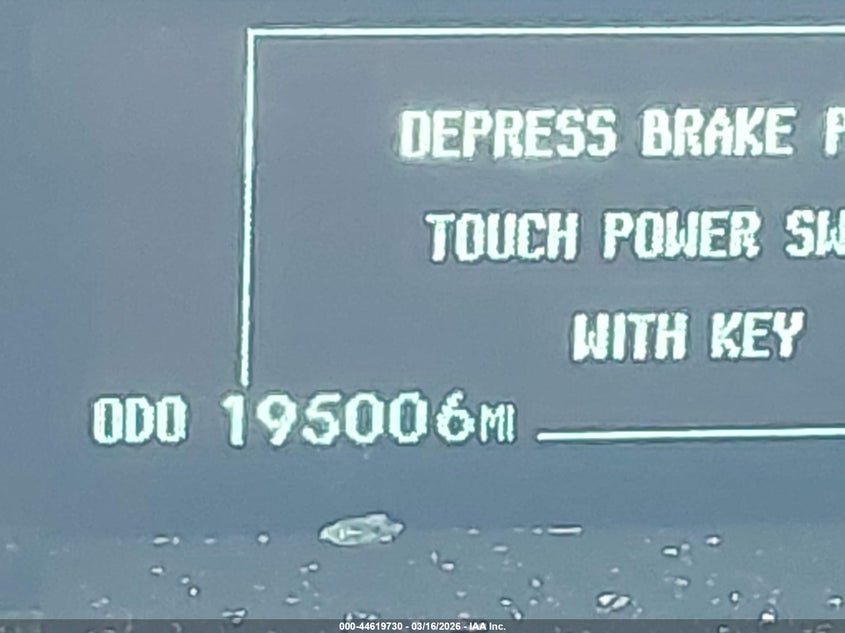 DEPRESS BRAKE
TOUCH POWER
WITH KEY
ODO 195006MI
000-44619730 - 03/16/2026 - IAA Inc.